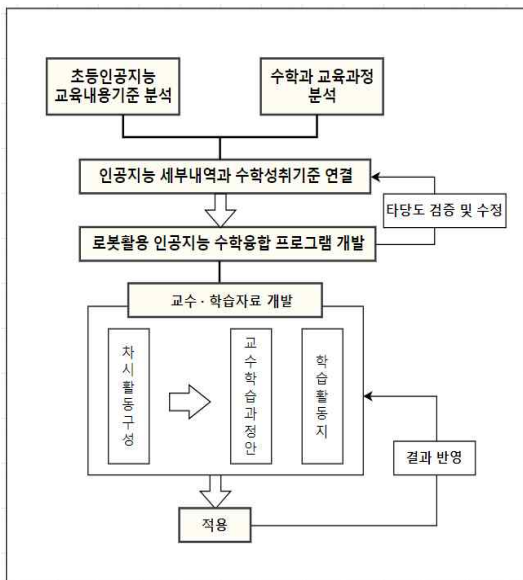 초등인공지능
교육내용기준 분석
수학과 교육과정
분석
인공지능 세부내역과 수학성취기준 연결
타당도 검증 및 수정
로봇활용 인공지능 수학융합 프로그램 개발
교수 · 학습자료 개발
차시활동구성
교수학습과정안
학습활동지
결과 반영
적용